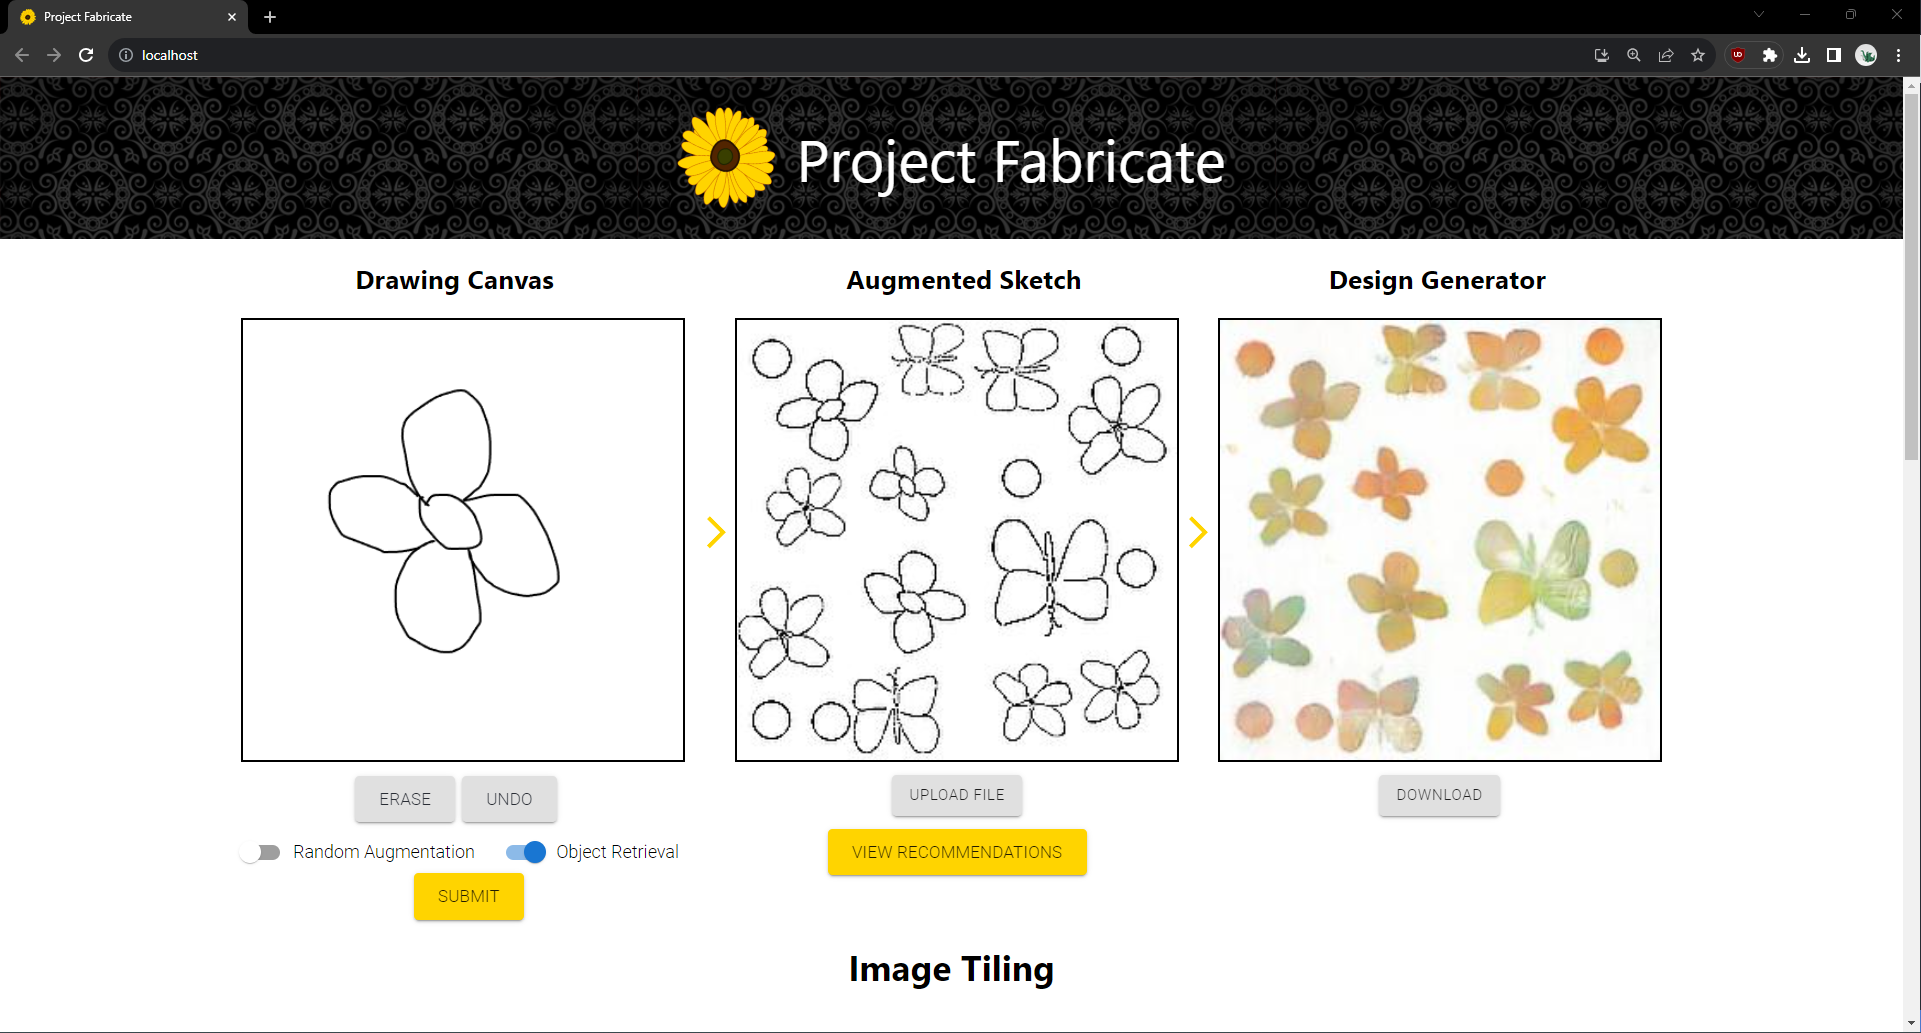 Project Fabricate
localhost
Project Fabricate
Drawing Canvas
Augmented Sketch
Design Generator
ERASE
UNDO
UPLOAD FILE
DOWNLOAD
Random Augmentation
Object Retrieval
VIEW RECOMMENDATIONS
SUBMIT
Image Tiling